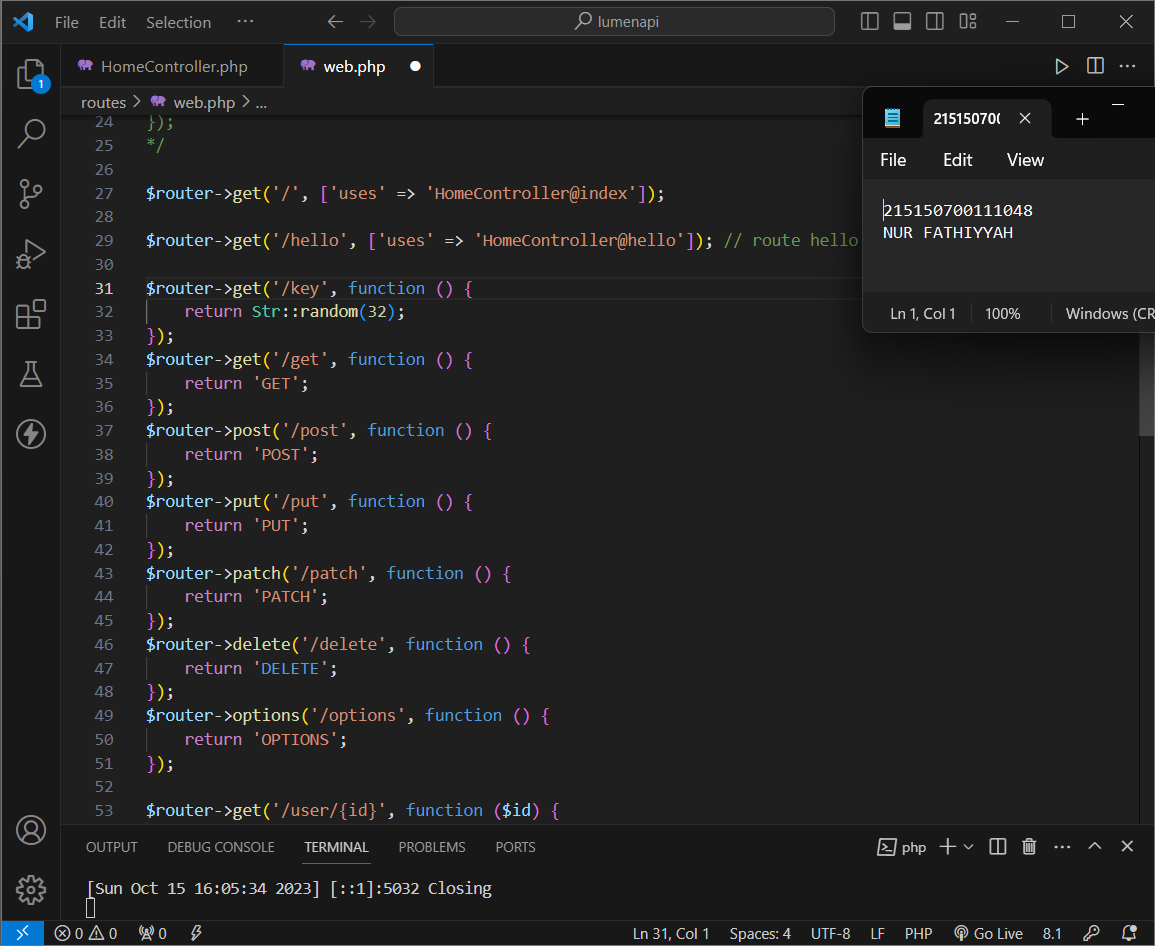 File Edit Selection ··· lumenapi
HomeController.php web.php
routes > web.php > ...
24 });
25 */
26
27 $router->get('/', ['uses' => 'HomeController@index']);
28
29 $router->get('/hello', ['uses' => 'HomeController@hello']); // route hello
30
31 $router->get('/key', function () {
32 return Str::random(32);
33 });
34 $router->get('/get', function () {
35 return 'GET';
36 });
37 $router->post('/post', function () {
38 return 'POST';
39 });
40 $router->put('/put', function () {
41 return 'PUT';
42 });
43 $router->patch('/patch', function () {
44 return 'PATCH';
45 });
46 $router->delete('/delete', function () {
47 return 'DELETE';
48 });
49 $router->options('/options', function () {
50 return 'OPTIONS';
51 });
52
53 $router->get('/user/{id}', function ($id) {
21515070(
File Edit View
215150700111048
NUR FATHIYYAH
Ln 1, Col 1 100% Windows (CR
1
OUTPUT DEBUG CONSOLE TERMINAL PROBLEMS PORTS php
[Sun Oct 15 16:05:34 2023] [::1]:5032 Closing
0 0 0 Ln 31, Col 1 Spaces: 4 UTF-8 LF PHP Go Live 8.1